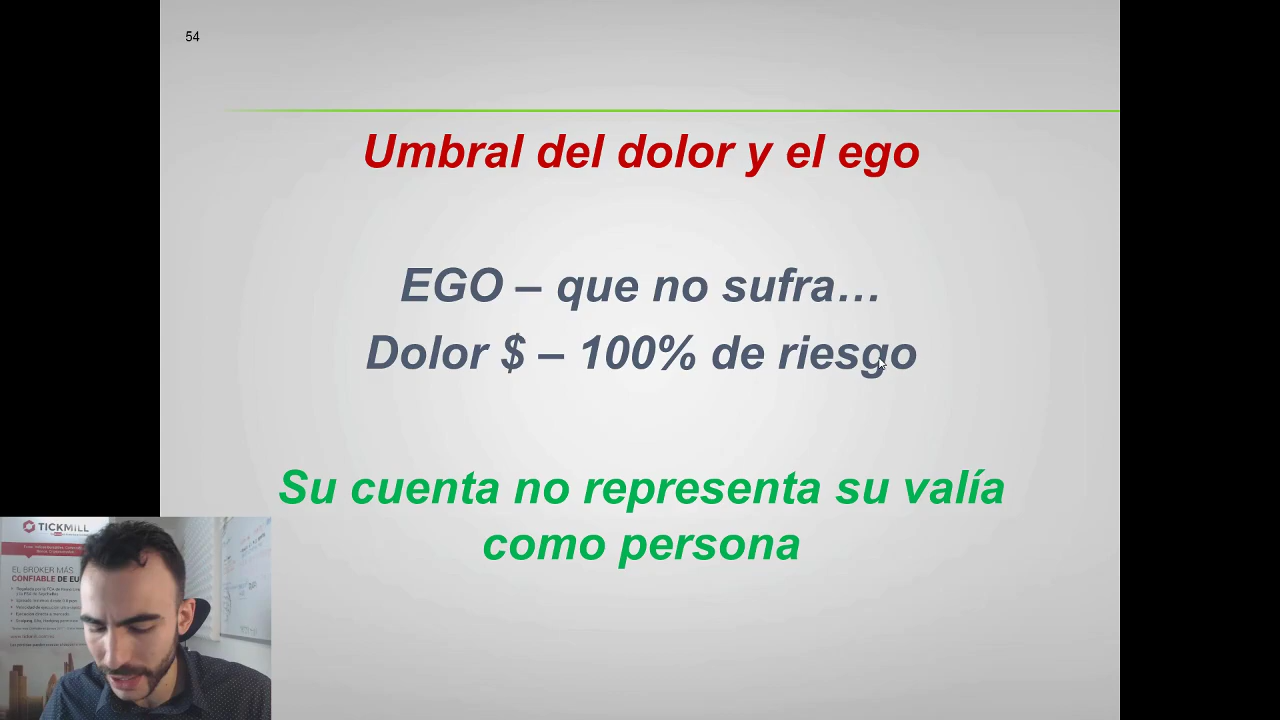 54
Umbral del dolor y el ego
EGO – que no sufra…
Dolor $ – 100% de riesgo
Su cuenta no representa su valía
como persona
TICKMILL
EL BROKER MÁS
CONFIABLE DE EU